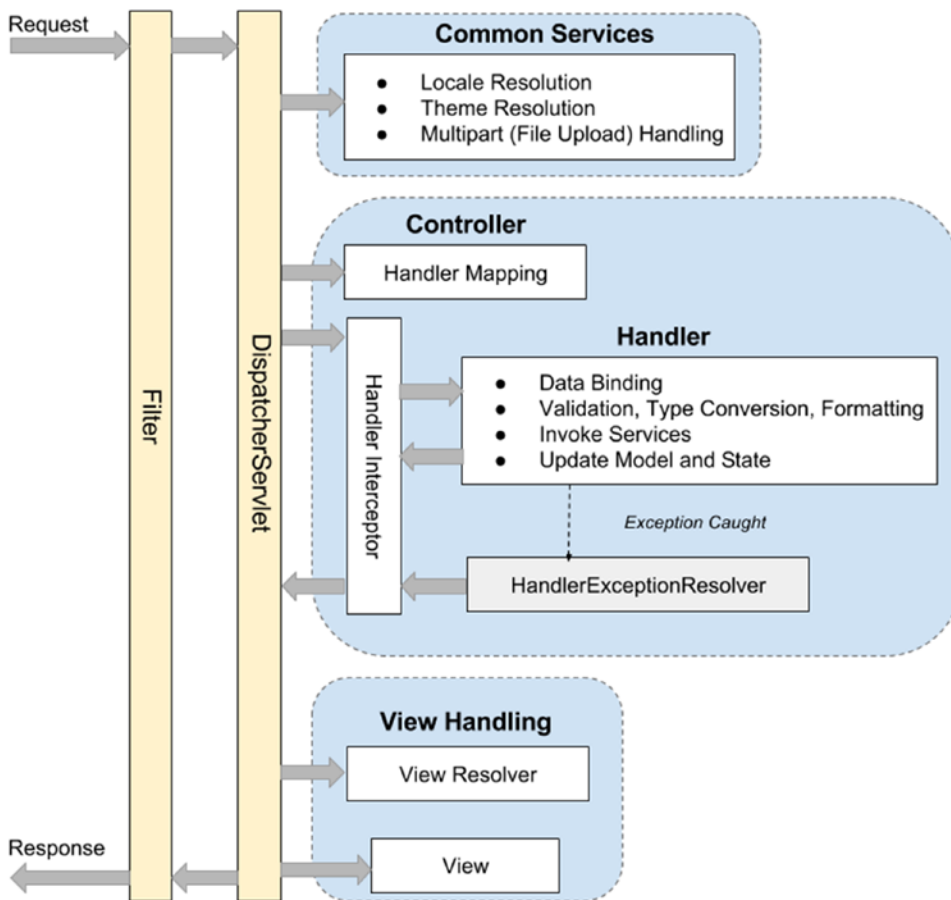 Request
Common Services
● Locale Resolution
● Theme Resolution
● Multipart (File Upload) Handling
Controller
Handler Mapping
Filter
DispatcherServlet
Handler Interceptor
Handler
● Data Binding
● Validation, Type Conversion, Formatting
● Invoke Services
● Update Model and State
Exception Caught
HandlerExceptionResolver
View Handling
View Resolver
Response
View